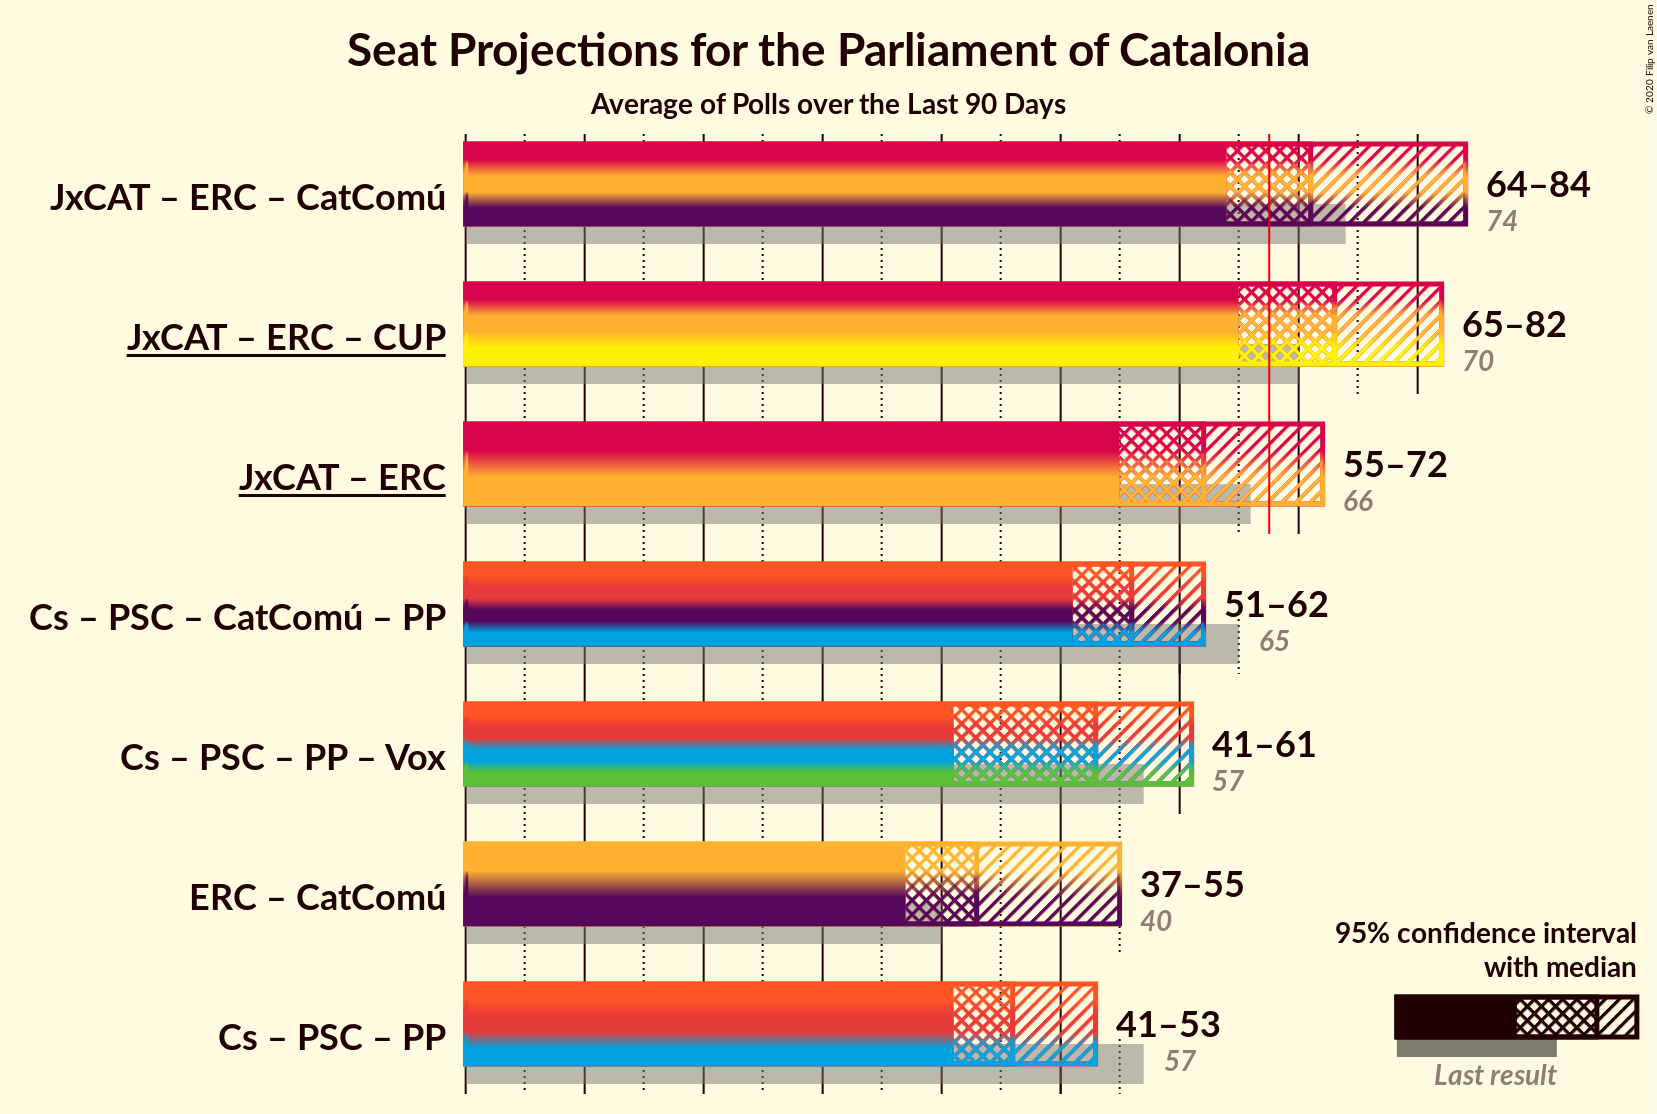 Seat Projections for the Parliament of Catalonia
Average of Polls over the Last 90 Days
© 2020 Filip van Laenen
JxCAT – ERC – CatComú
64–84
74
JxCAT – ERC – CUP
65–82
70
JxCAT – ERC
55–72
66
Cs – PSC – CatComú – PP
51–62
65
Cs – PSC – PP – Vox
41–61
57
ERC – CatComú
37–55
40
Cs – PSC – PP
41–53
57
95% confidence interval
with median
Last result